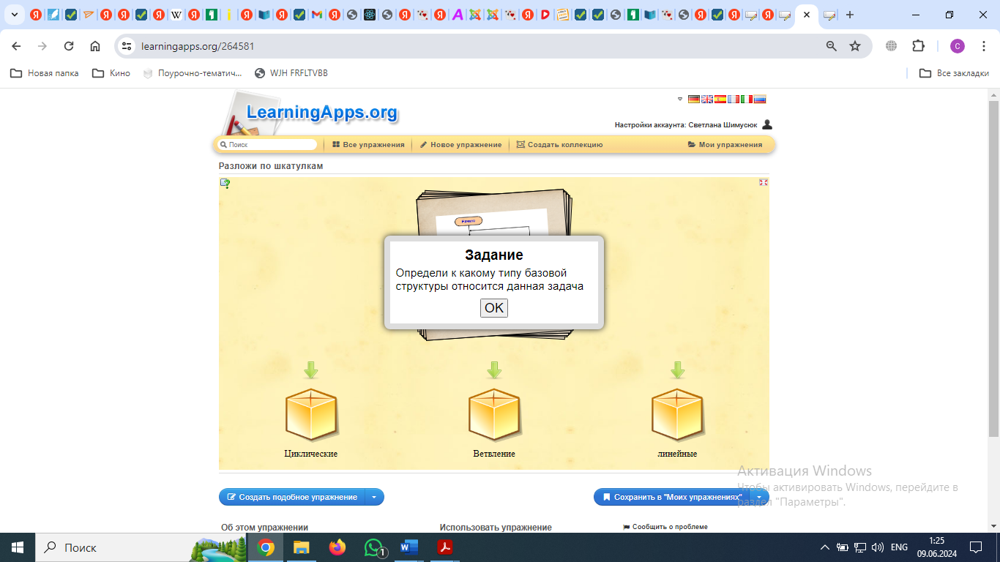 learningapps.org/264581
Новая папка
Кино
Поурочно-тематич...
WJH FRFLTVBB
Все закладки
LearningApps.org
Настройки аккаунта: Светлана Шимусюк
Поиск
Все упражнения
Новое упражнение
Создать коллекцию
Мои упражнения
Разложи по шкатулкам
Начало
Задание
Определи к какому типу базовой
структуры относится данная задача
OK
Циклические
Ветвление
линейные
Активация Windows
Чтобы активировать Windows, перейдите в
раздел "Параметры".
Создать подобное упражнение
Сохранить в "Моих упражнениях"
Об этом упражнении
Использовать упражнение
Сообщить о проблеме
Поиск
1
ENG
1:25
09.06.2024